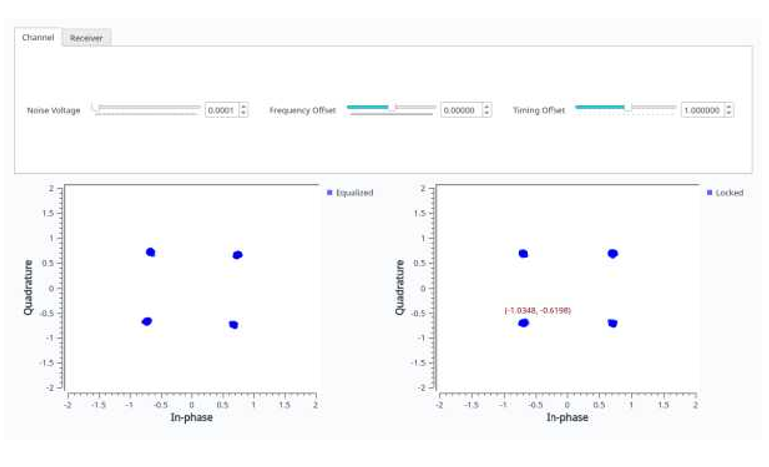 Channel Receiver
Noise Voltage 0.0001 Frequency Offset 0.00000 Timing Offset 1.000000
2
1.5
1
0.5
0
-0.5
-1
-1.5
-2
Quadrature
-2 -1.5 -1 -0.5 0 0.5 1 1.5 2
In-phase
Equalized
2
1.5
1
0.5
0
-0.5
-1
-1.5
-2
Quadrature
(-1.0348, -0.6198)
-2 -1.5 -1 -0.5 0 0.5 1 1.5 2
In-phase
Locked